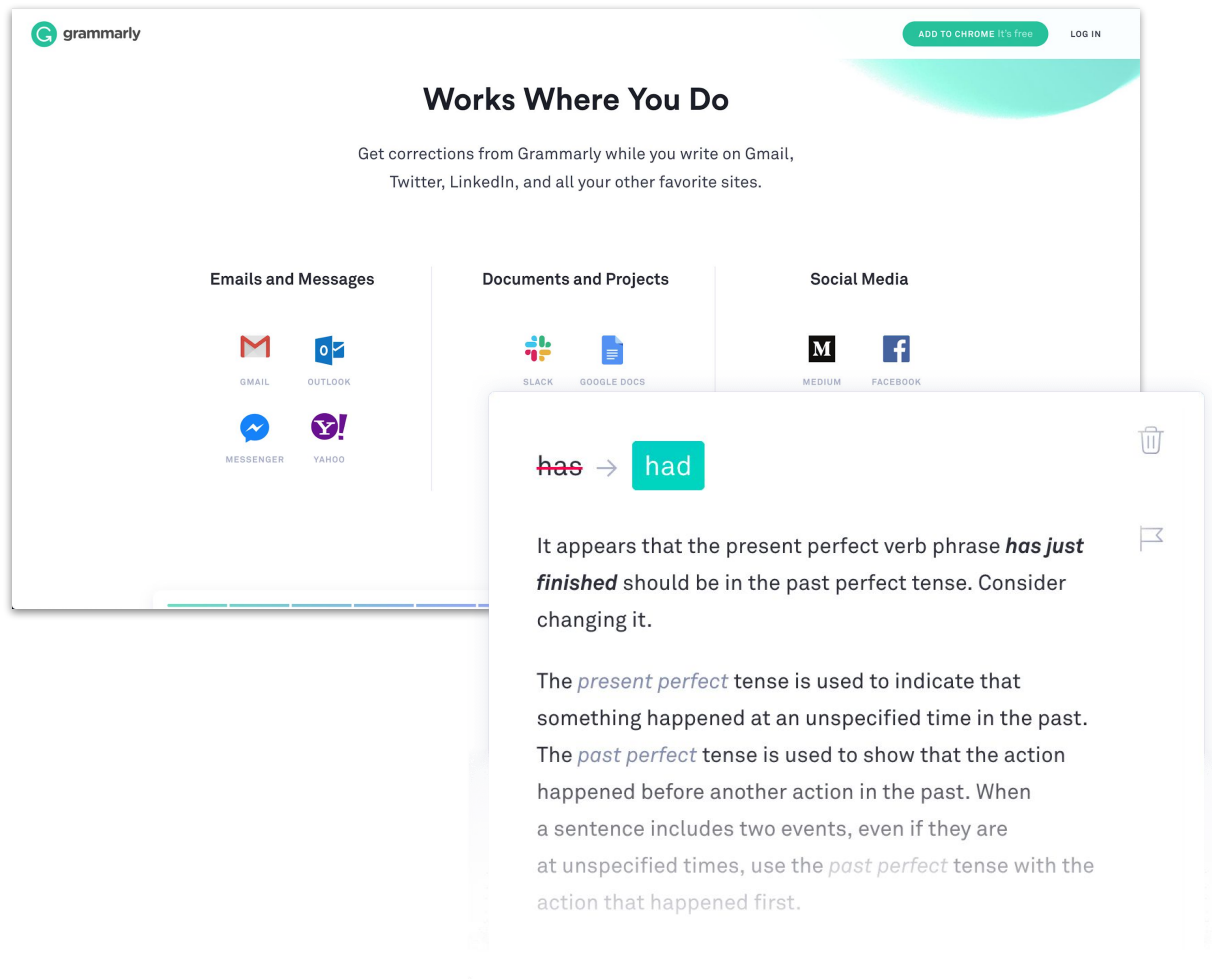 grammarly
ADD TO CHROME It's free
LOG IN
Works Where You Do
Get corrections from Grammarly while you write on Gmail,
Twitter, LinkedIn, and all your other favorite sites.
Emails and Messages
GMAIL
OUTLOOK
MESSENGER
YAHOO
Documents and Projects
SLACK
GOOGLE DOCS
Social Media
MEDIUM
FACEBOOK
has → had
It appears that the present perfect verb phrase has just
finished should be in the past perfect tense. Consider
changing it.
The present perfect tense is used to indicate that
something happened at an unspecified time in the past.
The past perfect tense is used to show that the action
happened before another action in the past. When
a sentence includes two events, even if they are
at unspecified times, use the past perfect tense with the
action that happened first.